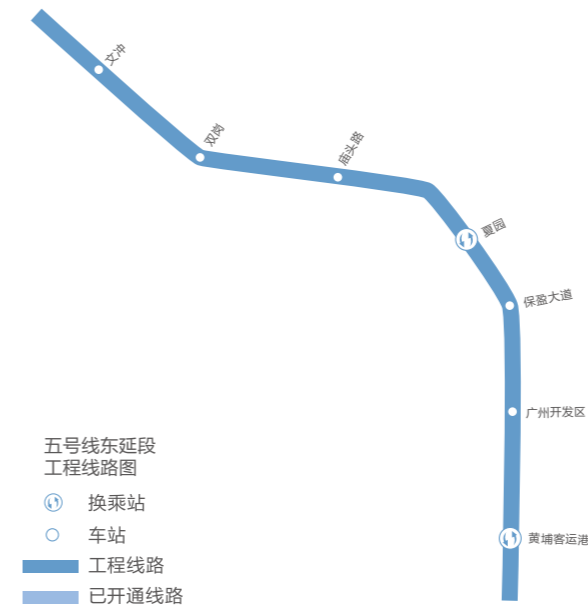 文冲
双岗
庙头路
夏园
保盈大道
广州开发区
黄埔客运港
五号线东延段
工程线路图
换乘站
车站
工程线路
已开通线路